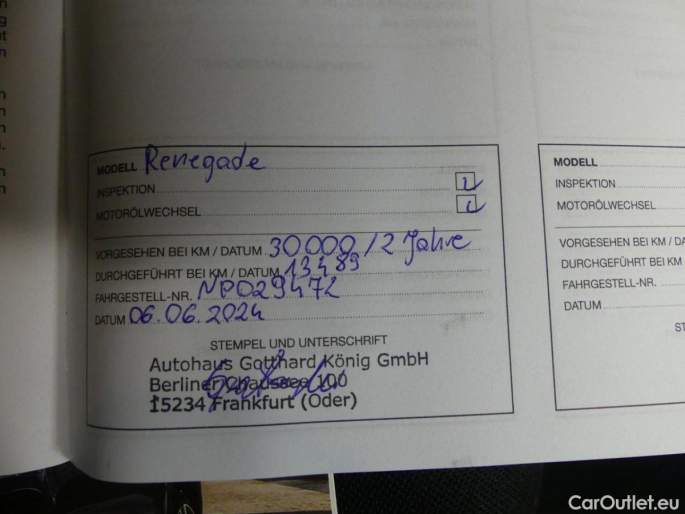 MODELL Renegade
INSPEKTION
MOTORÖLWECHSEL
VORGESEHEN BEI KM / DATUM 30000 / 2 Jahre
DURCHGEFÜHRT BEI KM / DATUM 13489
FAHRGESTELL-NR. NP029472
DATUM 06.06.2024
STEMPEL UND UNTERSCHRIFT
Autohaus Gotthard König GmbH
Berliner Chaussee 100
15234 Frankfurt (Oder)
MODELL
INSPEKTION
MOTORÖLWECHSEL
VORGESEHEN BEI KM / DA
DURCHGEFÜHRT BEI KM
FAHRGESTELL-NR.
DATUM
ST
CarOutlet.eu